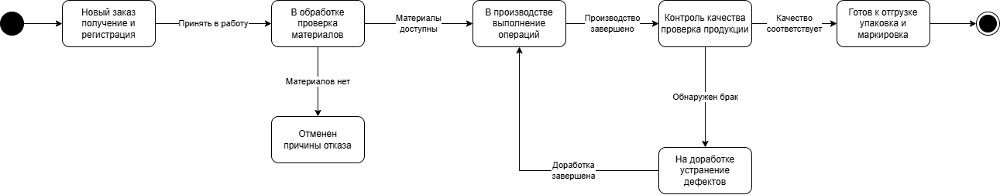 Новый заказ
получение и
регистрация
Принять в работу
В обработке
проверка
материалов
Материалы
доступны
В производстве
выполнение
операций
Производство
завершено
Контроль качества
проверка продукции
Качество
соответствует
Готов к отгрузке
упаковка и
маркировка
Материалов нет
Обнаружен брак
Отменен
причины отказа
Доработка
завершена
На доработке
устранение
дефектов